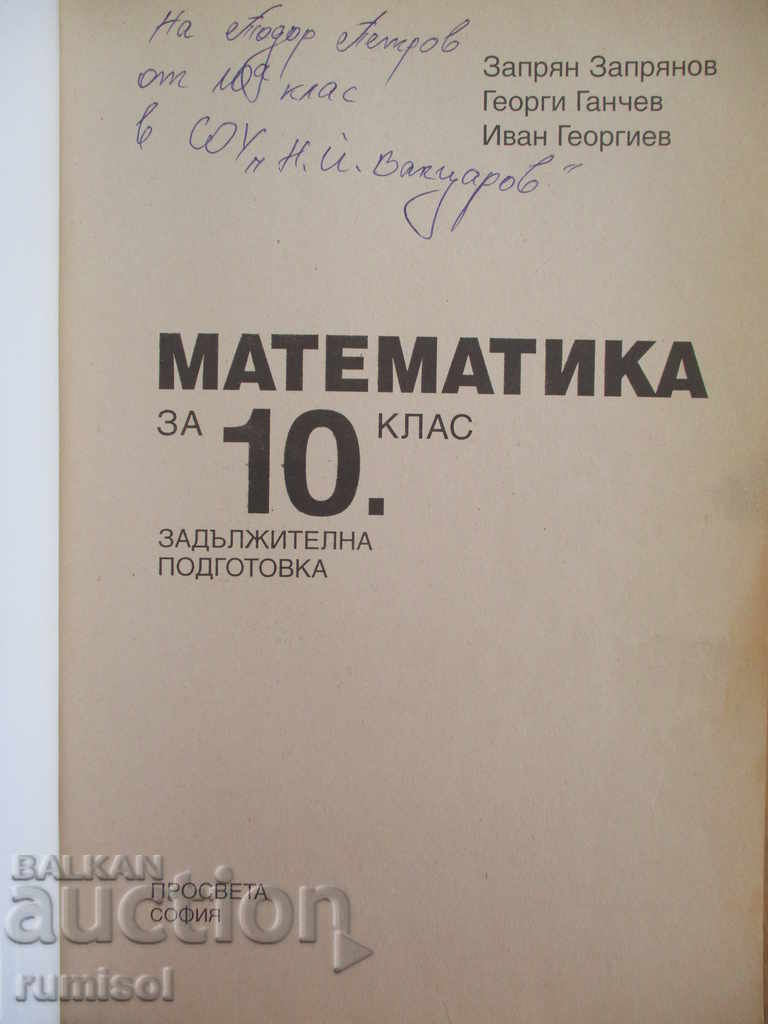 На Тодор Петров
от 10 клас
в СОУ „Н. Й. Вапцаров"
Запрян Запрянов
Георги Ганчев
Иван Георгиев
МАТЕМАТИКА
ЗА 10. КЛАС
ЗАДЪЛЖИТЕЛНА
ПОДГОТОВКА
ПРОСВЕТА
СОФИЯ
BALKAN
auction
rumisol